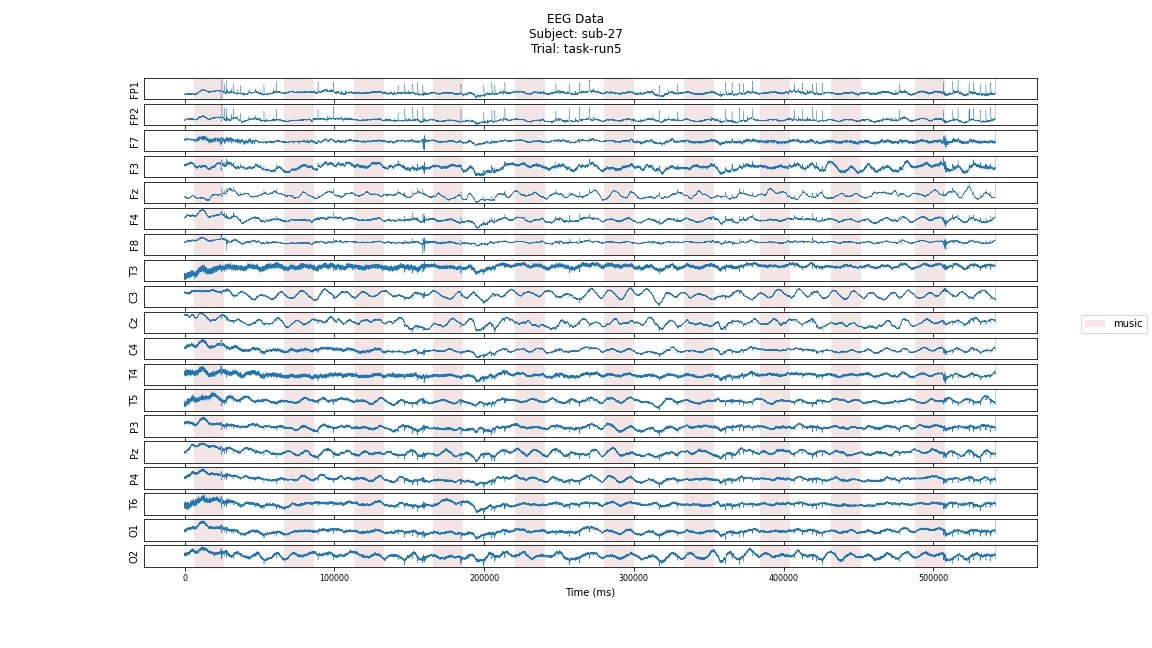 EEG Data
Subject: sub-27
Trial: task-run5
FP1
FP2
F7
F3
Fz
F4
F8
T3
C3
Cz
C4
T4
T5
P3
Pz
P4
T6
O1
O2
music
0 100000 200000 300000 400000 500000
Time (ms)